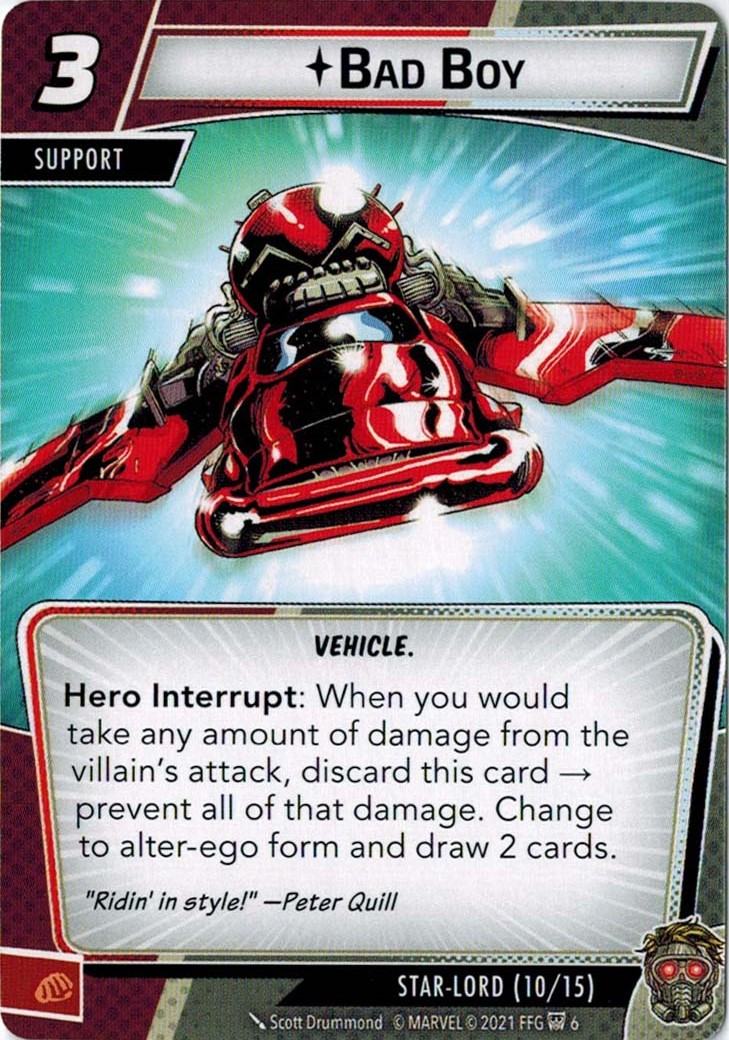 3
BAD BOY
SUPPORT
VEHICLE.
Hero Interrupt: When you would
take any amount of damage from the
villain's attack, discard this card →
prevent all of that damage. Change
to alter-ego form and draw 2 cards.
"Ridin' in style!" —Peter Quill
STAR-LORD (10/15)
Scott Drummond © MARVEL © 2021 FFG 6